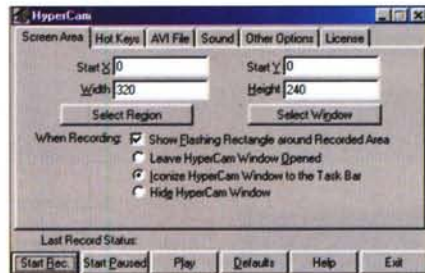 HyperCam
Screen Area Hot Keys AVI File Sound Other Options License
Start X 0 Start Y 0
Width 320 Height 240
Select Region Select Window
When Recording: Show Flashing Rectangle around Recorded Area
Leave HyperCam Window Opened
Iconize HyperCam Window to the Task Bar
Hide HyperCam Window
Last Record Status:
Start Rec. Start Paused Play Defaults Help Exit